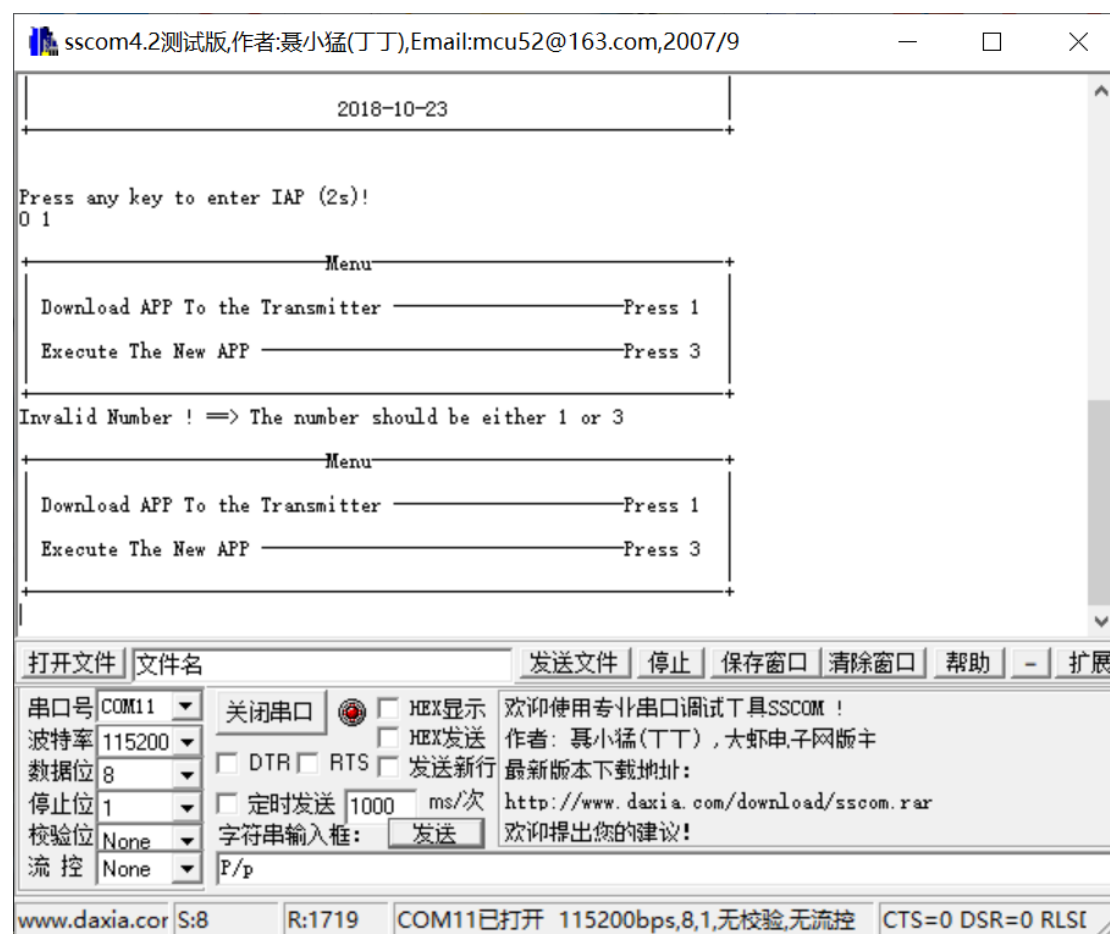 sscom4.2测试版,作者:聂小猛(丁丁),Email:mcu52@163.com,2007/9
2018-10-23
Press any key to enter IAP (2s)!
0 1
Menu
Download APP To the Transmitter Press 1
Execute The New APP Press 3
Invalid Number ! ==> The number should be either 1 or 3
Menu
Download APP To the Transmitter Press 1
Execute The New APP Press 3
打开文件 文件名 发送文件 停止 保存窗口 清除窗口 帮助 - 扩展
串口号 COM11 关闭串口 HEX显示 欢迎使用专业串口调试工具SSCOM !
波特率 115200 HEX发送 作者: 聂小猛(丁丁) ,大虾电子网版主
数据位 8 DTR RTS 发送新行 最新版本下载地址:
停止位 1 定时发送 1000 ms/次 http://www.daxia.com/download/sscom.rar
校验位 None 字符串输入框: 发送 欢迎提出您的建议!
流 控 None P/p
www.daxia.cor S:8 R:1719 COM11已打开 115200bps,8,1,无校验,无流控 CTS=0 DSR=0 RLSD